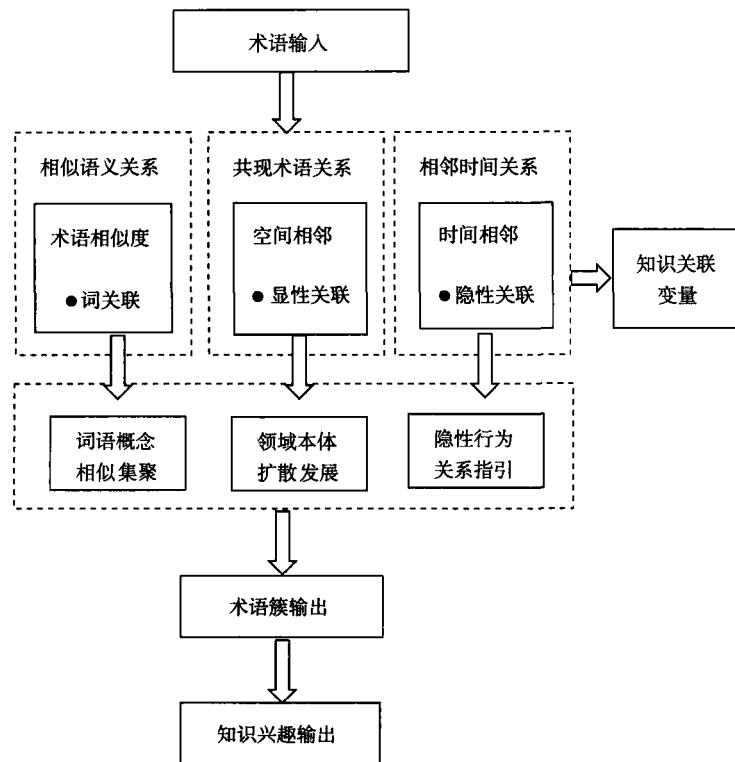 术语输入
相似语义关系
共现术语关系
相邻时间关系
术语相似度
●词关联
空间相邻
●显性关联
时间相邻
●隐性关联
知识关联
变量
词语概念
相似集聚
领域本体
扩散发展
隐性行为
关系指引
术语簇输出
知识兴趣输出